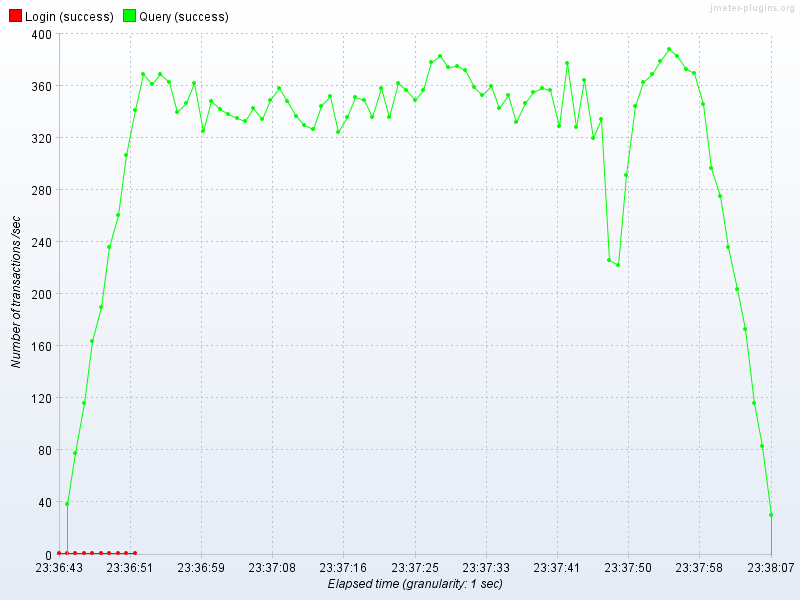 jmeter-plugins.org
Login (success) Query (success)
400
360
320
280
240
200
160
120
80
40
0
Number of transactions /sec
23:36:43 23:36:51 23:36:59 23:37:08 23:37:16 23:37:25 23:37:33 23:37:41 23:37:50 23:37:58 23:38:07
Elapsed time (granularity: 1 sec)